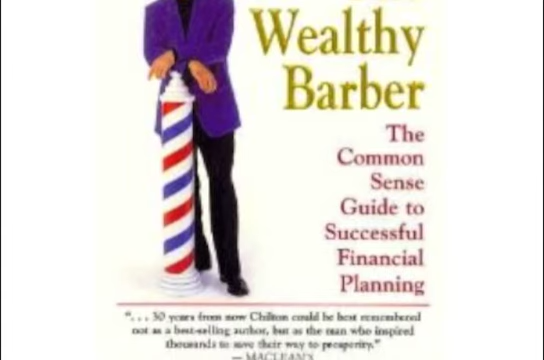 Wealthy
Barber
The
Common
Sense
Guide to
Successful
Financial
Planning
". . . 30 years from now Chilton could be best remembered
not as a best-selling author, but as the man who inspired
thousands to save their way to prosperity."
— MACLEAN'S